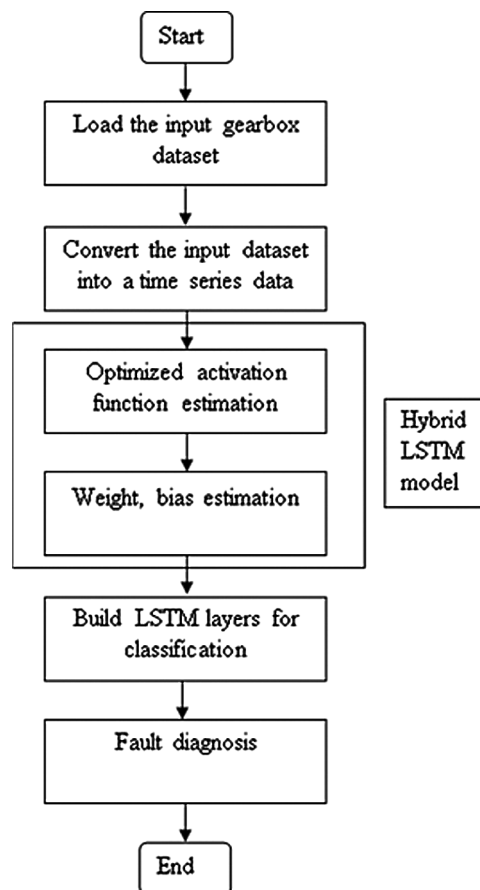 Start
Load the input gearbox
dataset
Convert the input dataset
into a time series data
Optimized activation
function estimation
Hybrid
LSTM
model
Weight, bias estimation
Build LSTM layers for
classification
Fault diagnosis
End